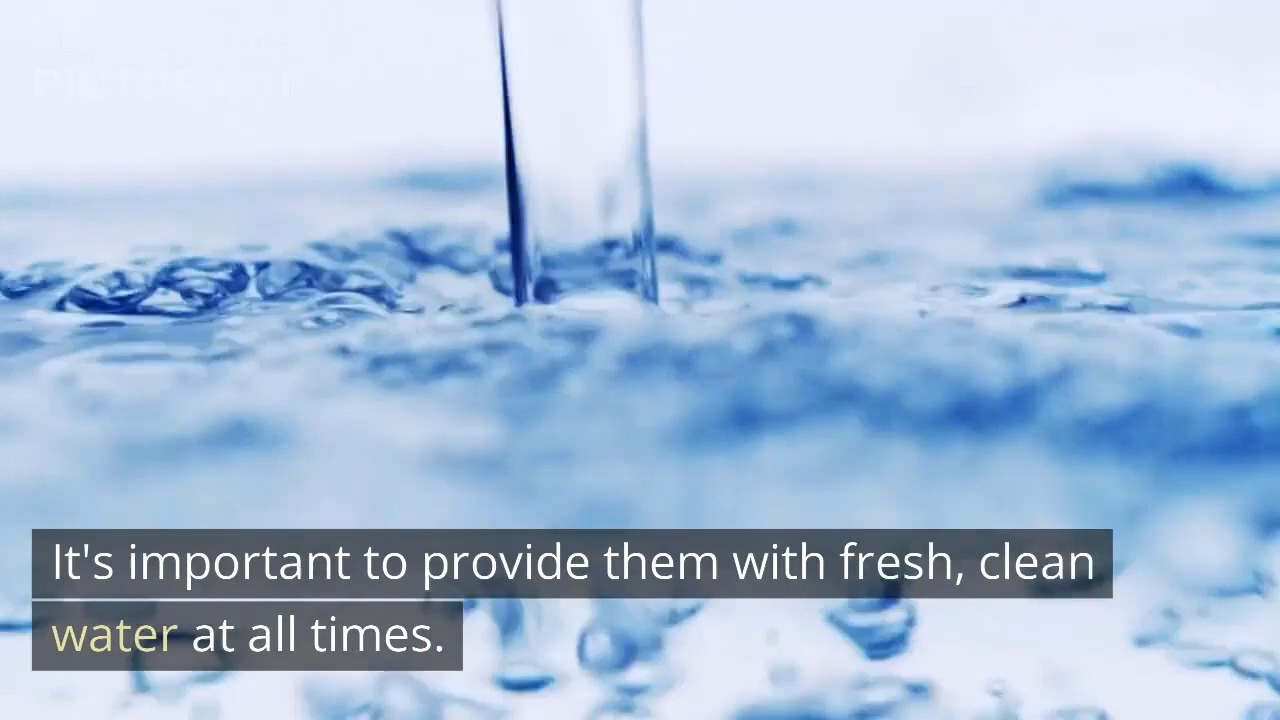 It's important to provide them with fresh, clean
water at all times.